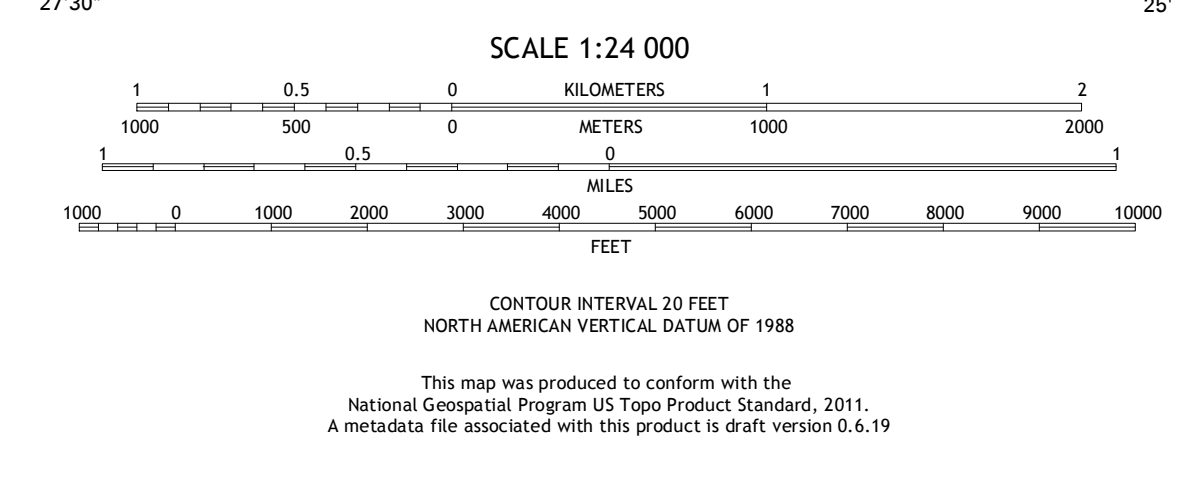 27'30" 25'
SCALE 1:24 000
1 0.5 0 KILOMETERS 1 2
1000 500 0 METERS 1000 2000
1 0.5 0 1
MILES
1000 0 1000 2000 3000 4000 5000 6000 7000 8000 9000 10000
FEET
CONTOUR INTERVAL 20 FEET
NORTH AMERICAN VERTICAL DATUM OF 1988
This map was produced to conform with the
National Geospatial Program US Topo Product Standard, 2011.
A metadata file associated with this product is draft version 0.6.19